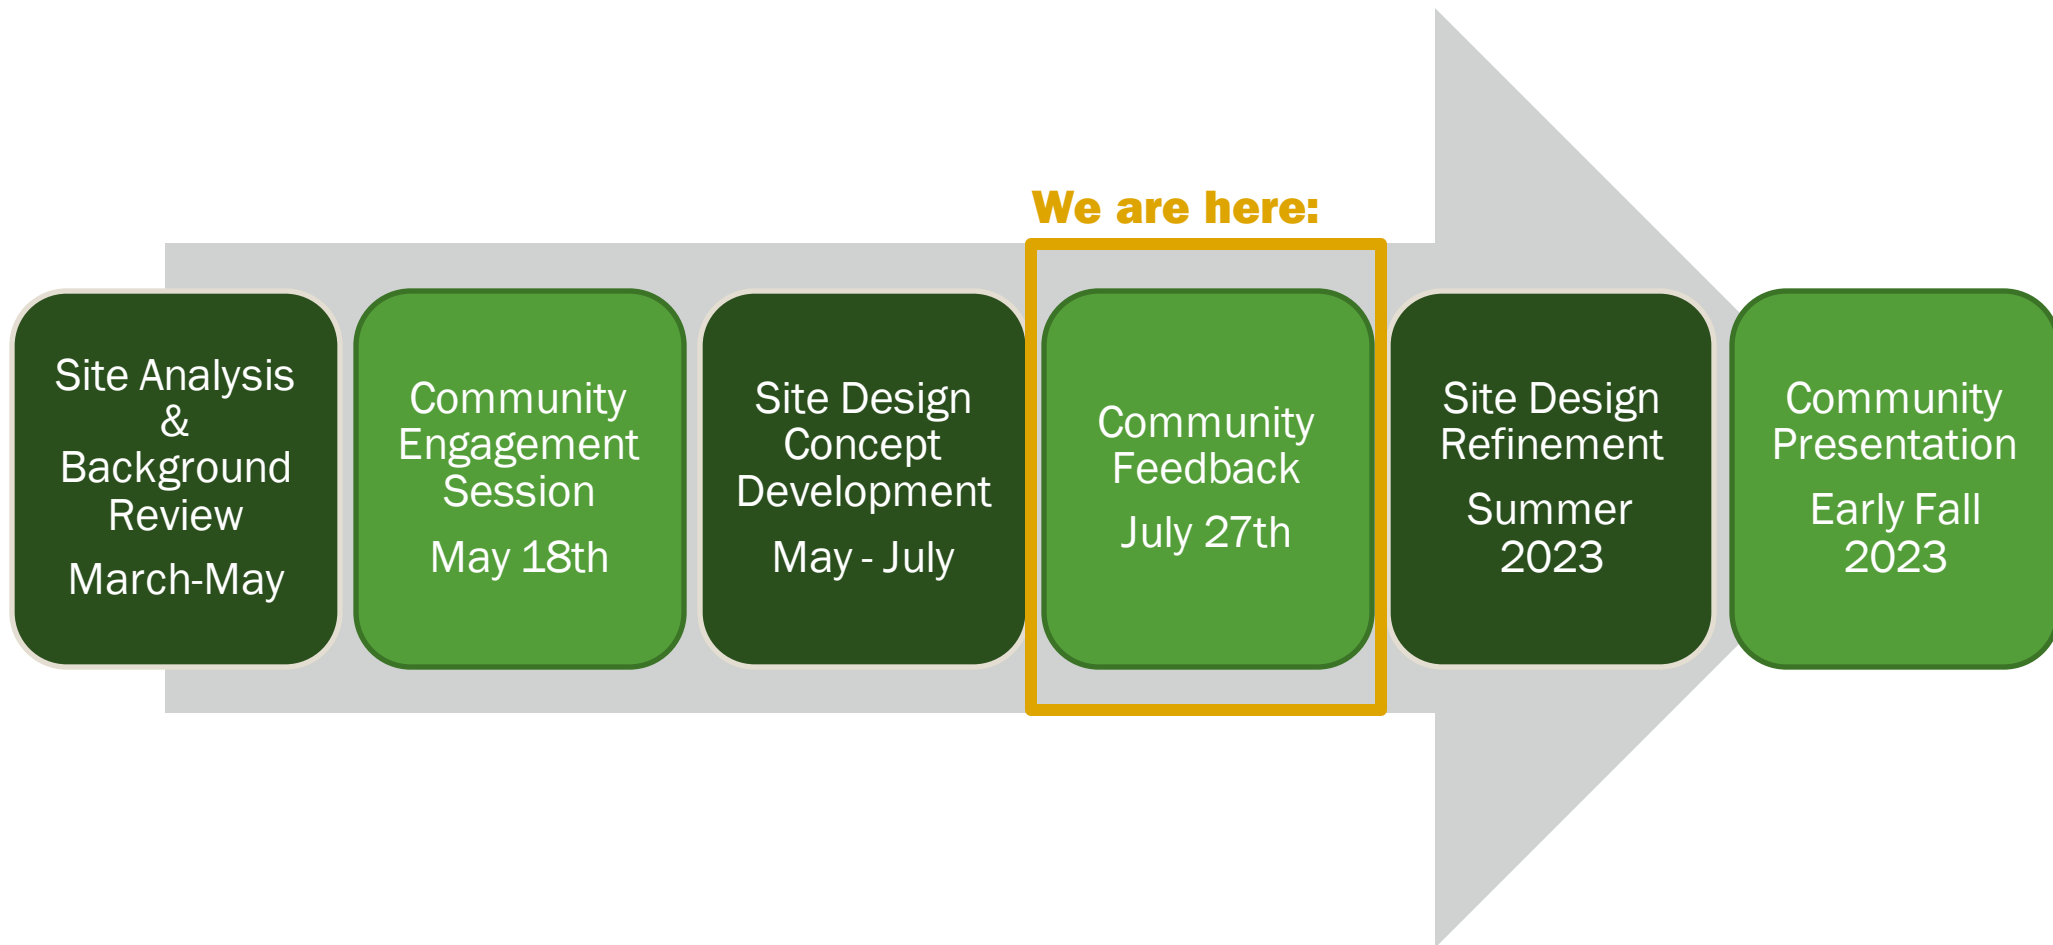 We are here:
Site Analysis
&
Background
Review
March-May
Community
Engagement
Session
May 18th
Site Design
Concept
Development
May - July
Community
Feedback
July 27th
Site Design
Refinement
Summer
2023
Community
Presentation
Early Fall
2023